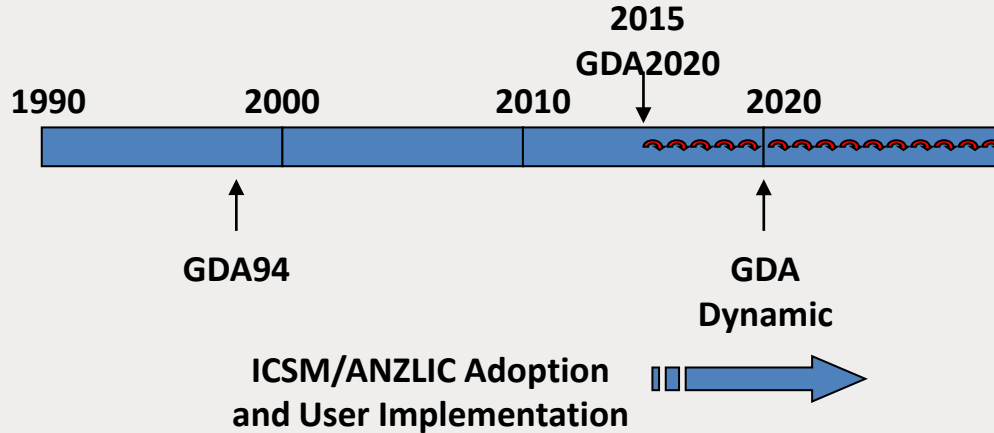 2015
GDA2020
1990 2000 2010 2020
GDA94 GDA
Dynamic
ICSM/ANZLIC Adoption
and User Implementation